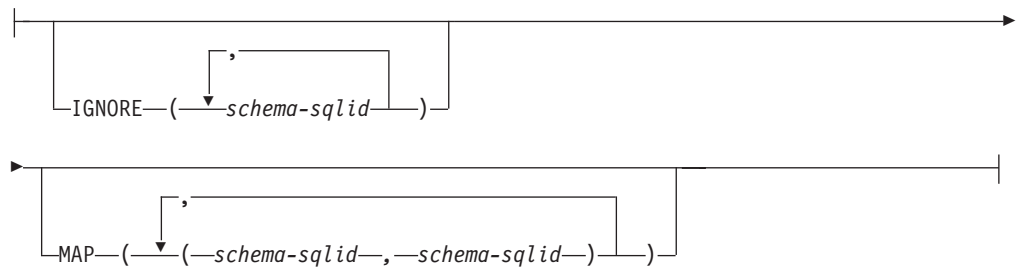 ,
IGNORE ( schema-sqlid )
,
MAP ( ( schema-sqlid , schema-sqlid ) )